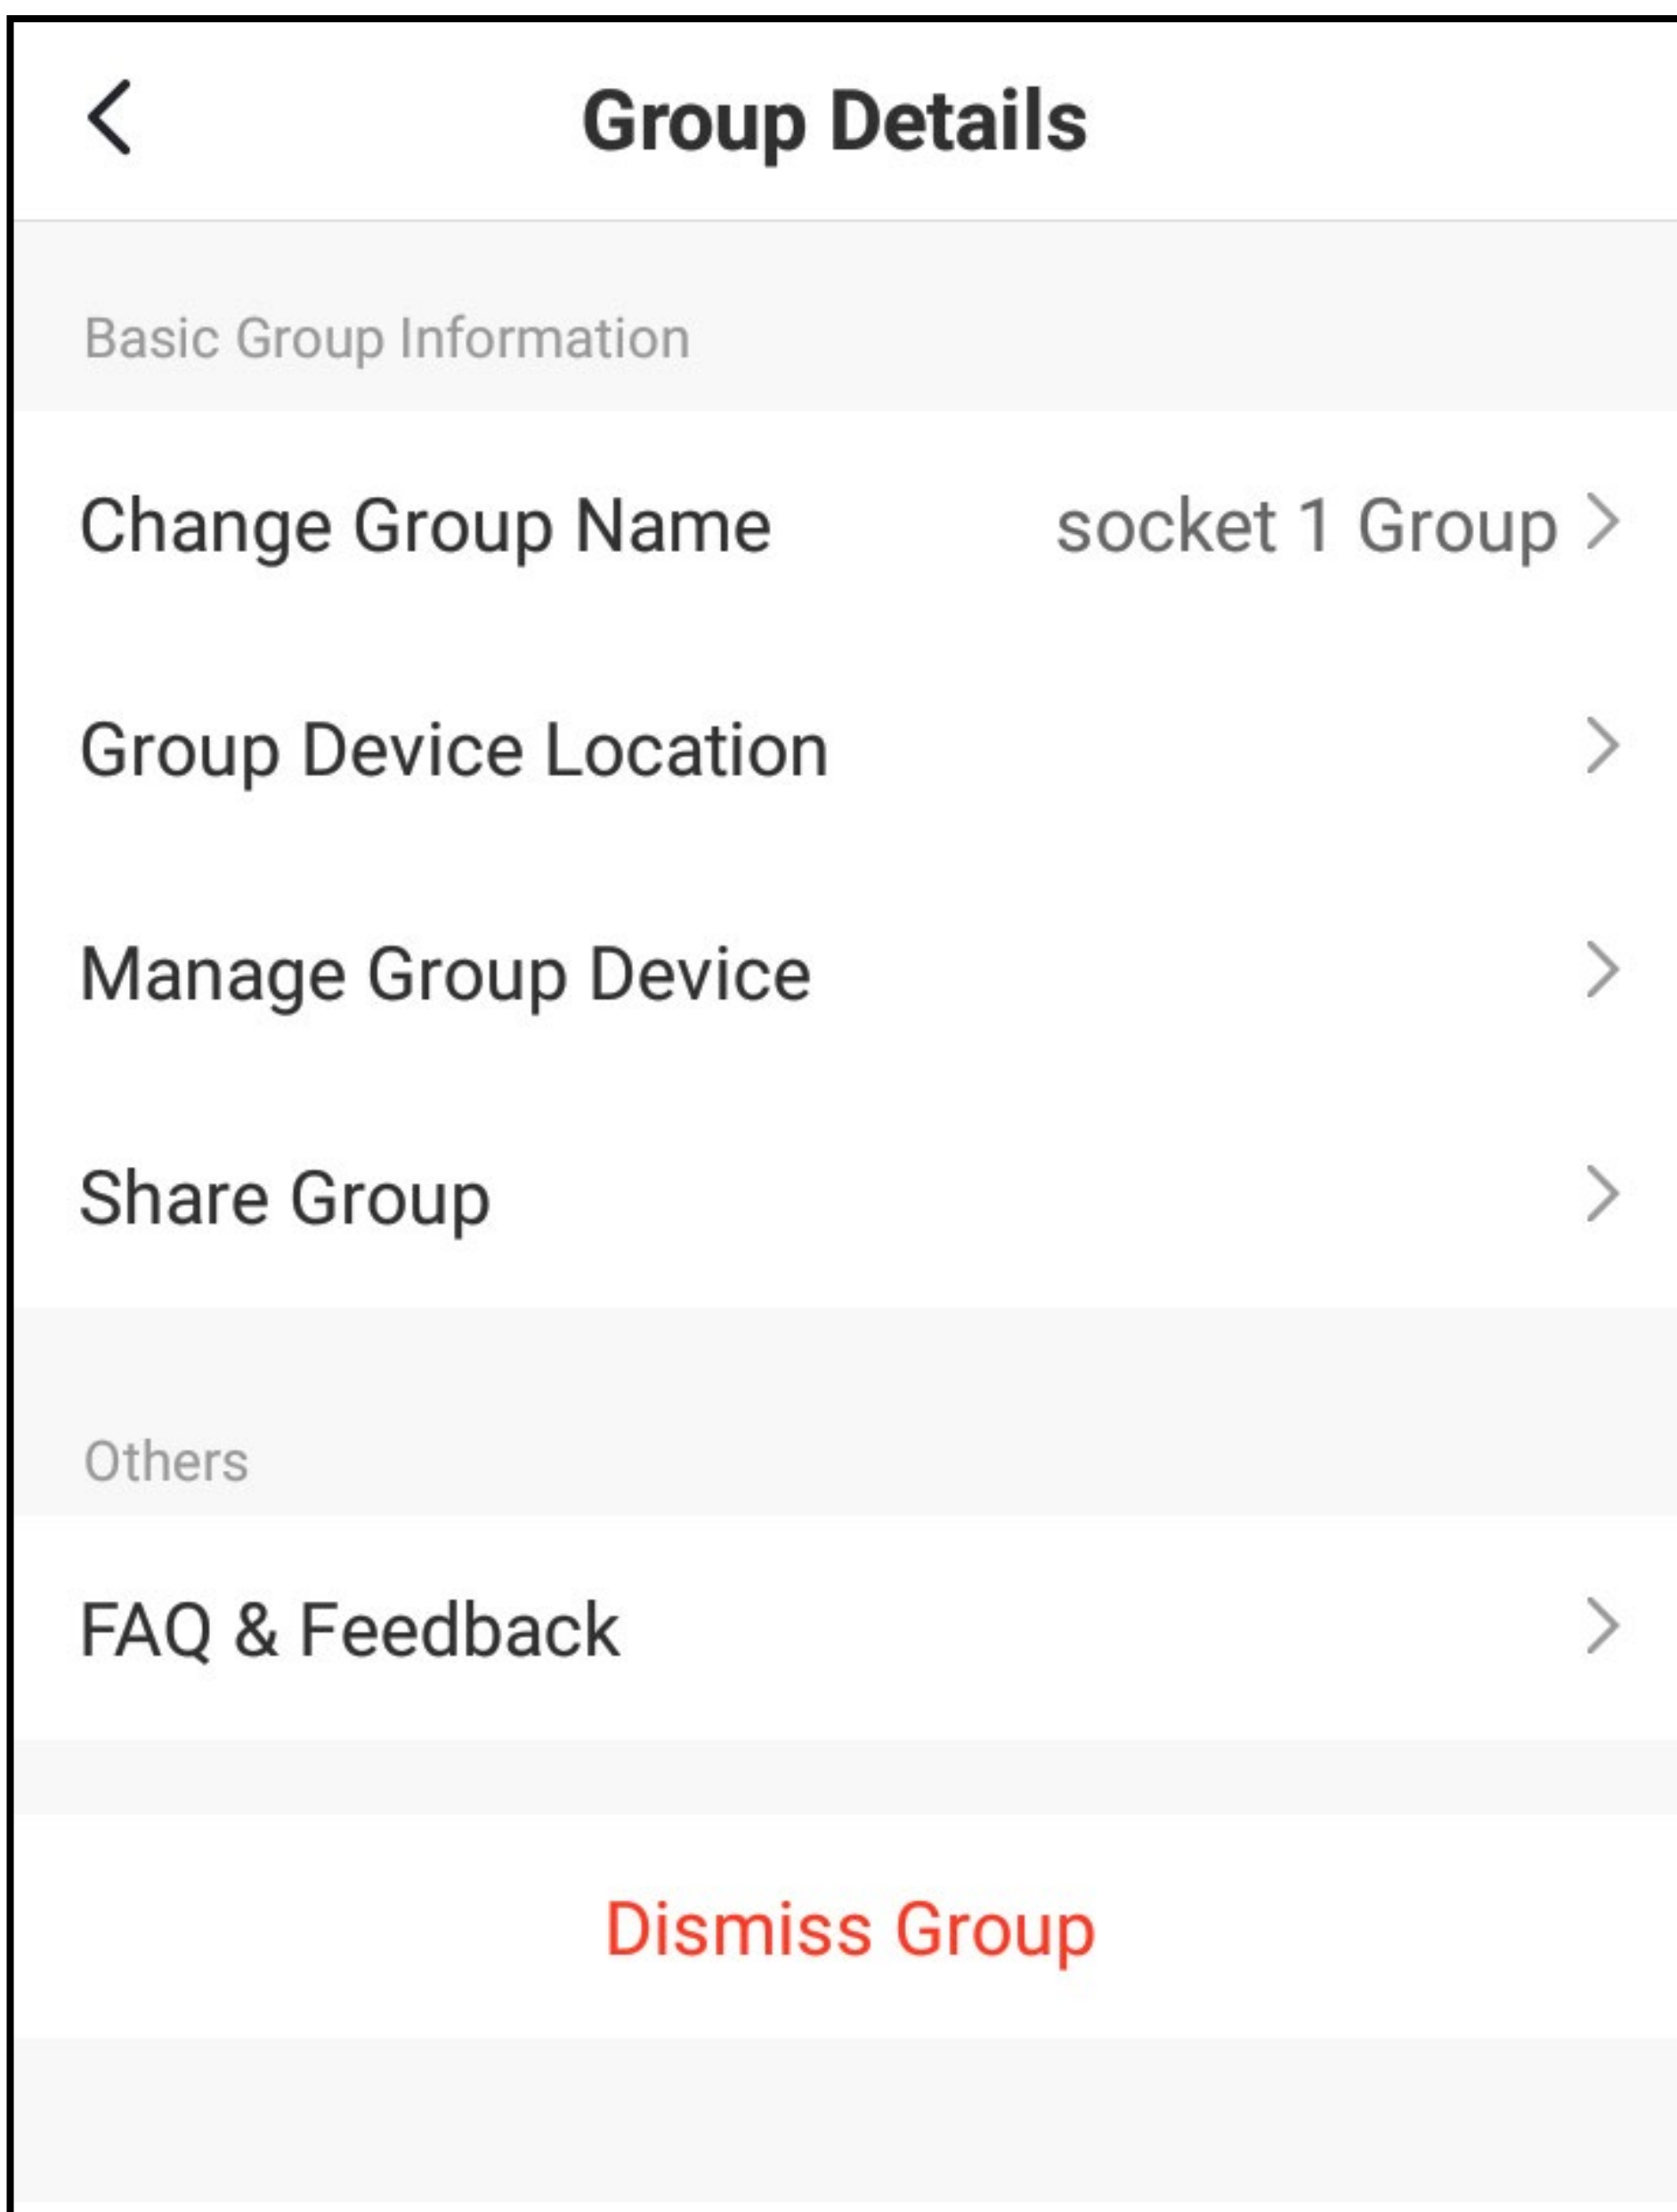 Group Details
Basic Group Information
Change Group Name socket 1 Group
Group Device Location
Manage Group Device
Share Group
Others
FAQ & Feedback
Dismiss Group